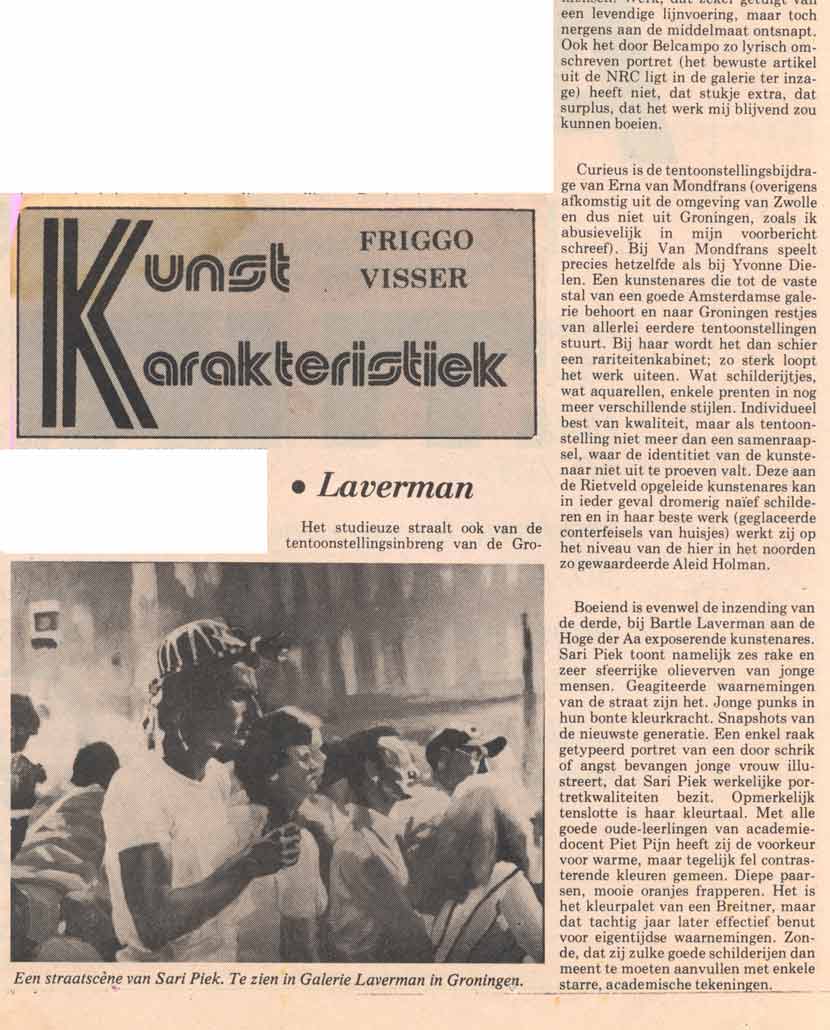 Kunst
Karakteristiek
FRIGGO
VISSER
• Laverman
Het studieuze straalt ook van de
tentoonstellingsinbreng van de Gro-
Een straatscène van Sari Piek. Te zien in Galerie Laverman in Groningen.
mensen. Werk, dat zeker getuigt van
een levendige lijnvoering, maar toch
nergens aan de middelmaat ontsnapt.
Ook het door Belcampo zo lyrisch om-
schreven portret (het bewuste artikel
uit de NRC ligt in de galerie ter inza-
ge) heeft niet, dat stukje extra, dat
surplus, dat het werk mij blijvend zou
kunnen boeien.
Curieus is de tentoonstellingsbijdra-
ge van Erna van Mondfrans (overigens
afkomstig uit de omgeving van Zwolle
en dus niet uit Groningen, zoals ik
abusievelijk in mijn voorbericht
schreef). Bij Van Mondfrans speelt
precies hetzelfde als bij Yvonne Die-
len. Een kunstenares die tot de vaste
stal van een goede Amsterdamse gale-
rie behoort en naar Groningen restjes
van allerlei eerdere tentoonstellingen
stuurt. Bij haar wordt het dan schier
een rariteitenkabinet; zo sterk loopt
het werk uiteen. Wat schilderijtjes,
wat aquarellen, enkele prenten in nog
meer verschillende stijlen. Individueel
best van kwaliteit, maar als tentoon-
stelling niet meer dan een samenraap-
sel, waar de identitiet van de kunste-
naar niet uit te proeven valt. Deze aan
de Rietveld opgeleide kunstenares kan
in ieder geval dromerig naïef schilde-
ren en in haar beste werk (geglaceerde
conterfeisels van huisjes) werkt zij op
het niveau van de hier in het noorden
zo gewaardeerde Aleid Holman.
Boeiend is evenwel de inzending van
de derde, bij Bartle Laverman aan de
Hoge der Aa exposerende kunstenares.
Sari Piek toont namelijk zes rake en
zeer sfeerrijke olieverven van jonge
mensen. Geagiteerde waarnemingen
van de straat zijn het. Jonge punks in
hun bonte kleurkracht. Snapshots van
de nieuwste generatie. Een enkel raak
getypeerd portret van een door schrik
of angst bevangen jonge vrouw illu-
streert, dat Sari Piek werkelijke por-
tretkwaliteiten bezit. Opmerkelijk
tenslotte is haar kleurtaal. Met alle
goede oude-leerlingen van academie-
docent Piet Pijn heeft zij de voorkeur
voor warme, maar tegelijk fel contras-
terende kleuren gemeen. Diepe paar-
sen, mooie oranjes frapperen. Het is
het kleurpalet van een Breitner, maar
dat tachtig jaar later effectief benut
voor eigentijdse waarnemingen. Zon-
de, dat zij zulke goede schilderijen dan
meent te moeten aanvullen met enkele
starre, academische tekeningen.